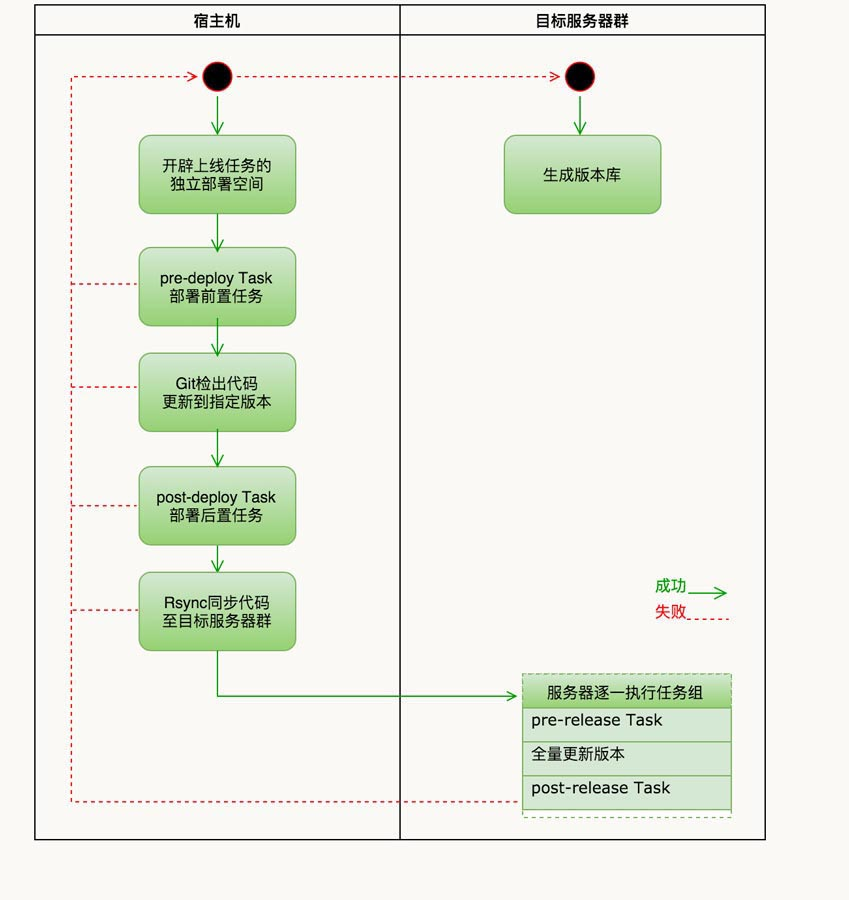 宿主机
目标服务器群
开辟上线任务的
独立部署空间
生成版本库
pre-deploy Task
部署前置任务
Git检出代码
更新到指定版本
post-deploy Task
部署后置任务
Rsync同步代码
至目标服务器群
成功
失败
服务器逐一执行任务组
pre-release Task
全量更新版本
post-release Task